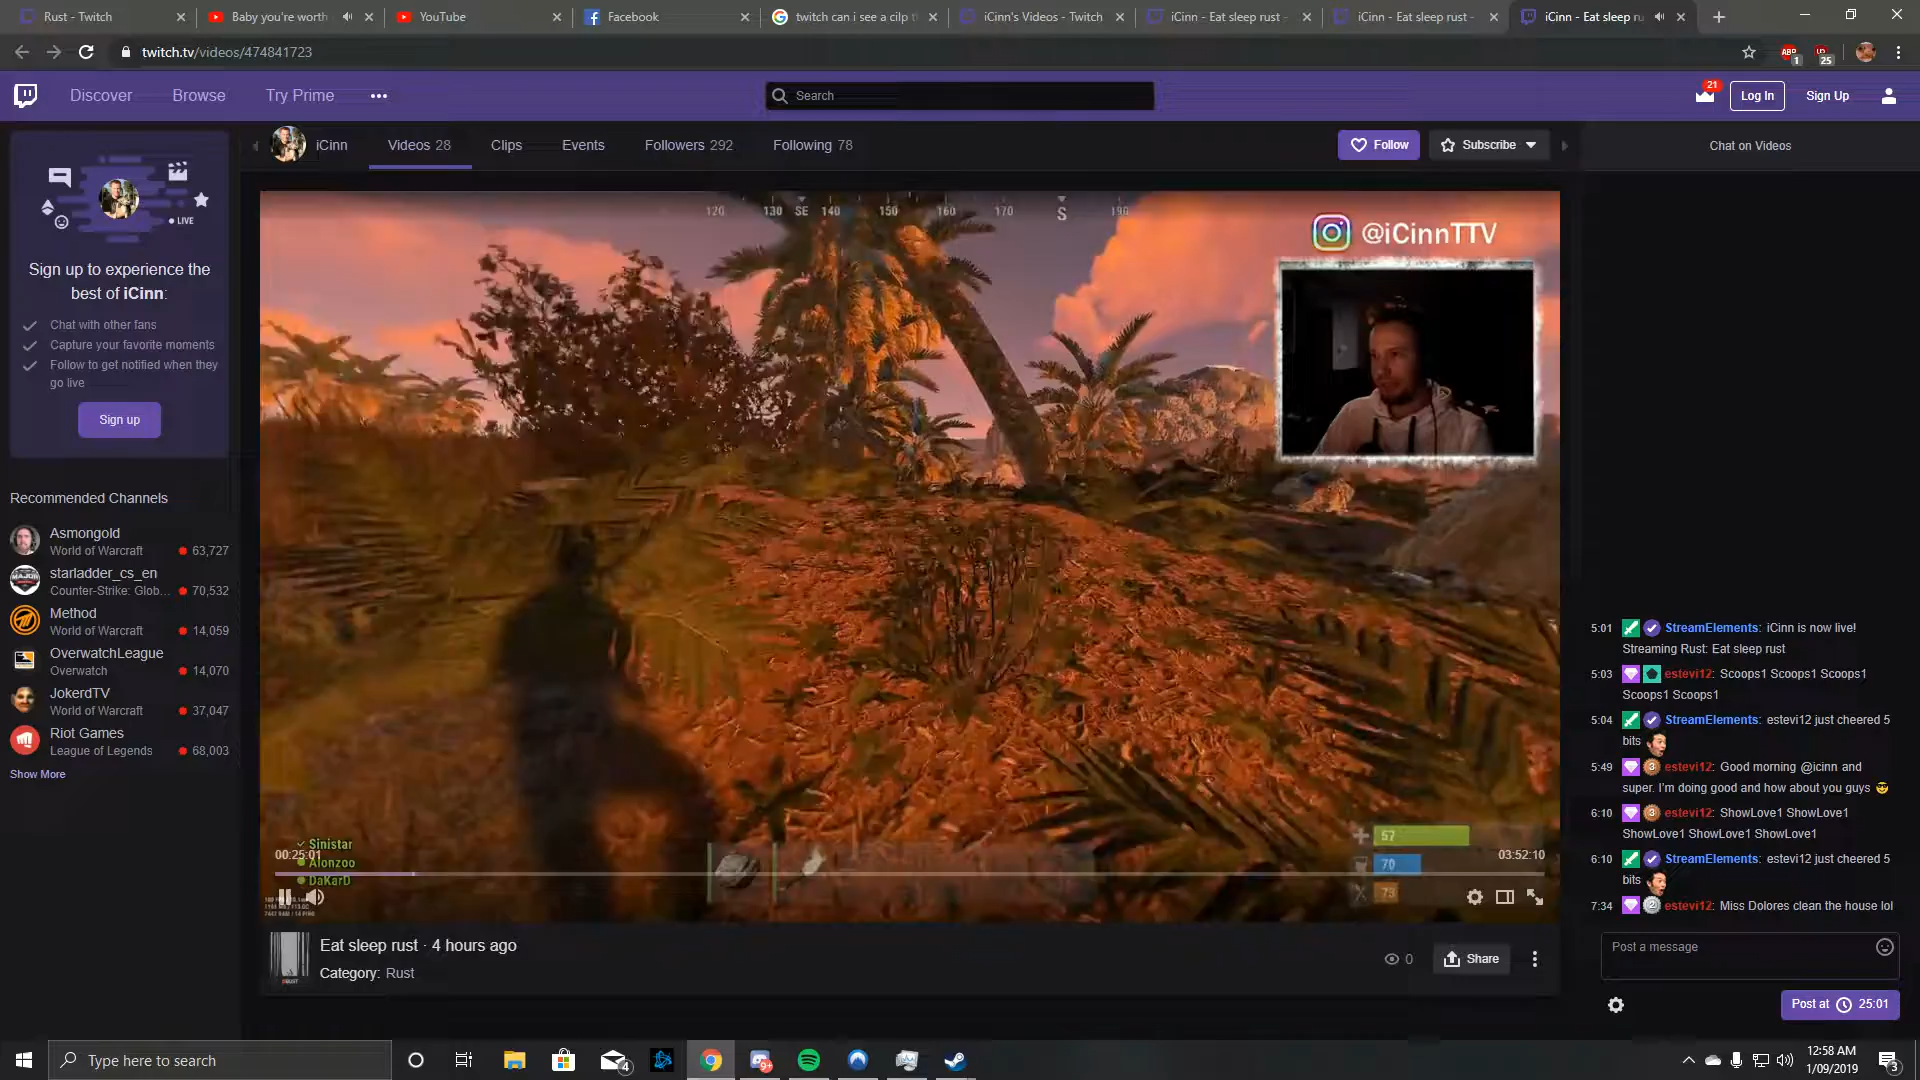 Rust - Twitch
Baby you're worth
YouTube
Facebook
twitch can i see a cilp t
iCinn's Videos - Twitch
iCinn - Eat sleep rust -
iCinn - Eat sleep rust -
iCinn - Eat sleep ru
twitch.tv/videos/474841723
1
25
Discover
Browse
Try Prime
Search
21
Log In
Sign Up
iCinn
Videos 28
Clips
Events
Followers 292
Following 78
Follow
Subscribe
Chat on Videos
LIVE
Sign up to experience the
best of iCinn:
Chat with other fans
Capture your favorite moments
Follow to get notified when they
go live
Sign up
Recommended Channels
Asmongold
World of Warcraft
63,727
starladder_cs_en
Counter-Strike: Glob...
70,532
Method
World of Warcraft
14,059
OverwatchLeague
Overwatch
14,070
JokerdTV
World of Warcraft
37,047
Riot Games
League of Legends
68,003
Show More
120 130 SE 140 150 160 170 S 190
@iCinnTTV
Sinistar
00:25:01
Alonzoo
DaKarD
57
03:52:10
70
73
Eat sleep rust · 4 hours ago
Category: Rust
0
Share
5:01 StreamElements: iCinn is now live!
Streaming Rust: Eat sleep rust
5:03 estevi12: Scoops1 Scoops1 Scoops1
Scoops1 Scoops1
5:04 StreamElements: estevi12 just cheered 5
bits
5:49 estevi12: Good morning @icinn and
super. I'm doing good and how about you guys
6:10 estevi12: ShowLove1 ShowLove1
ShowLove1 ShowLove1 ShowLove1
6:10 StreamElements: estevi12 just cheered 5
bits
7:34 estevi12: Miss Dolores clean the house lol
Post a message
Post at 25:01
Type here to search
4
9+
12:58 AM
1/09/2019
3